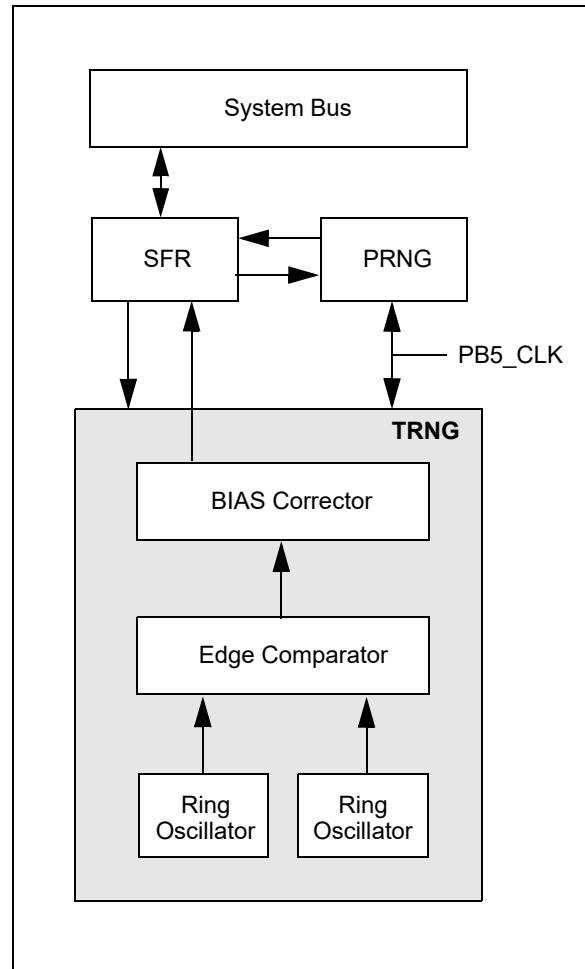 System Bus
SFR
PRNG
PB5_CLK
TRNG
BIAS Corrector
Edge Comparator
Ring
Oscillator
Ring
Oscillator